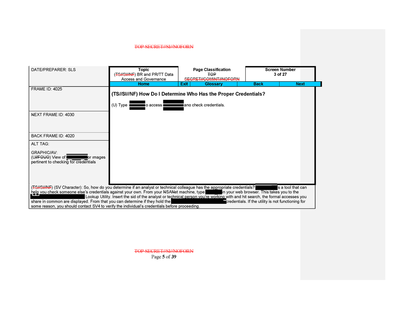 TOP SECRET//SI//NOFORN
DATE/PREPARER: SLS
Topic
(TS//SI//NF) BR and PR/TT Data
Access and Governance
Page Classification
TOP
SECRET//COMINT//NOFORN
Screen Number
3 of 27
Home Exit Glossary Back Next
FRAME ID: 4025
(TS//SI//NF) How Do I Determine Who Has the Proper Credentials?
(U) Type to access and check credentials.
NEXT FRAME ID: 4030
BACK FRAME ID: 4020
ALT TAG:
GRAPHIC/AV:
(U//FOUO) View of or images
pertinent to checking for credentials
(TS//SI//NF) (SV Character): So, how do you determine if an analyst or technical colleague has the appropriate credentials? is a tool that can
help you check someone else's credentials against your own. From your NSANet machine, type in your web browser. This takes you to the
Lookup Utility. Insert the sid of the analyst or technical person you're working with and hit search; the formal accesses you
share in common are displayed. From that you can determine if they hold the credentials. If the utility is not functioning for
some reason, you should contact SV4 to verify the individual's credentials before proceeding.
TOP SECRET//SI//NOFORN
Page 5 of 39